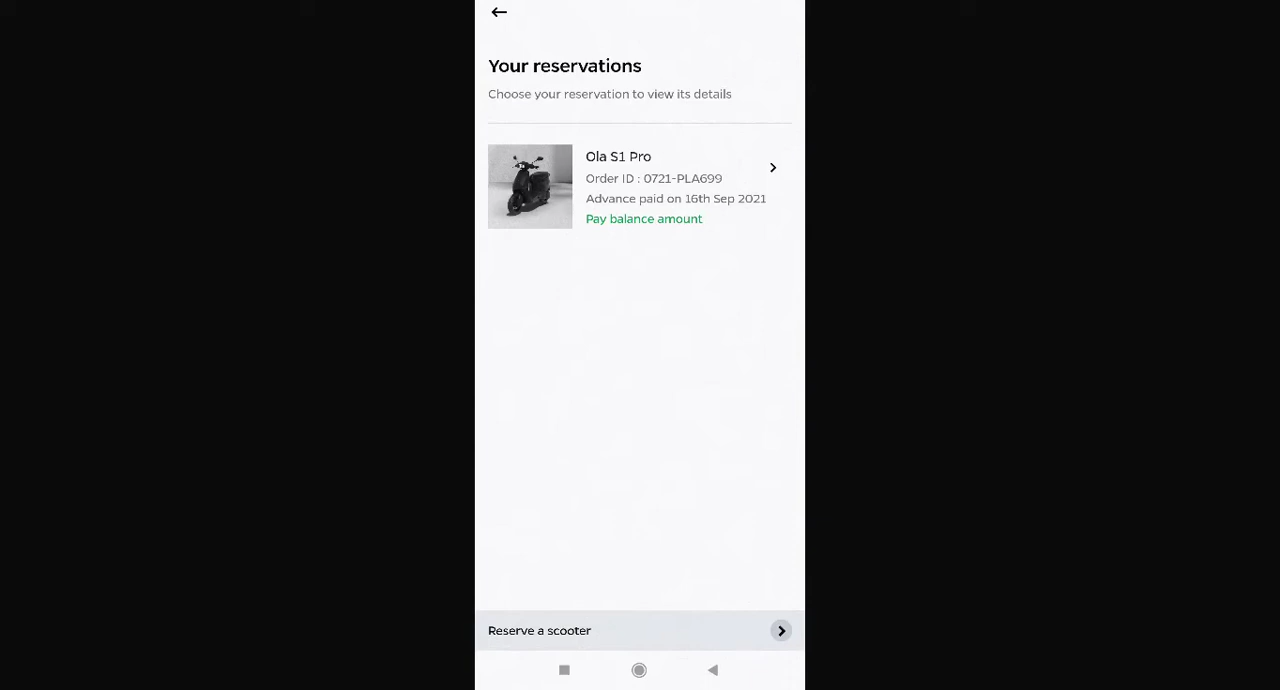 Your reservations
Choose your reservation to view its details
Ola S1 Pro
Order ID : 0721-PLA699
Advance paid on 16th Sep 2021
Pay balance amount
Reserve a scooter